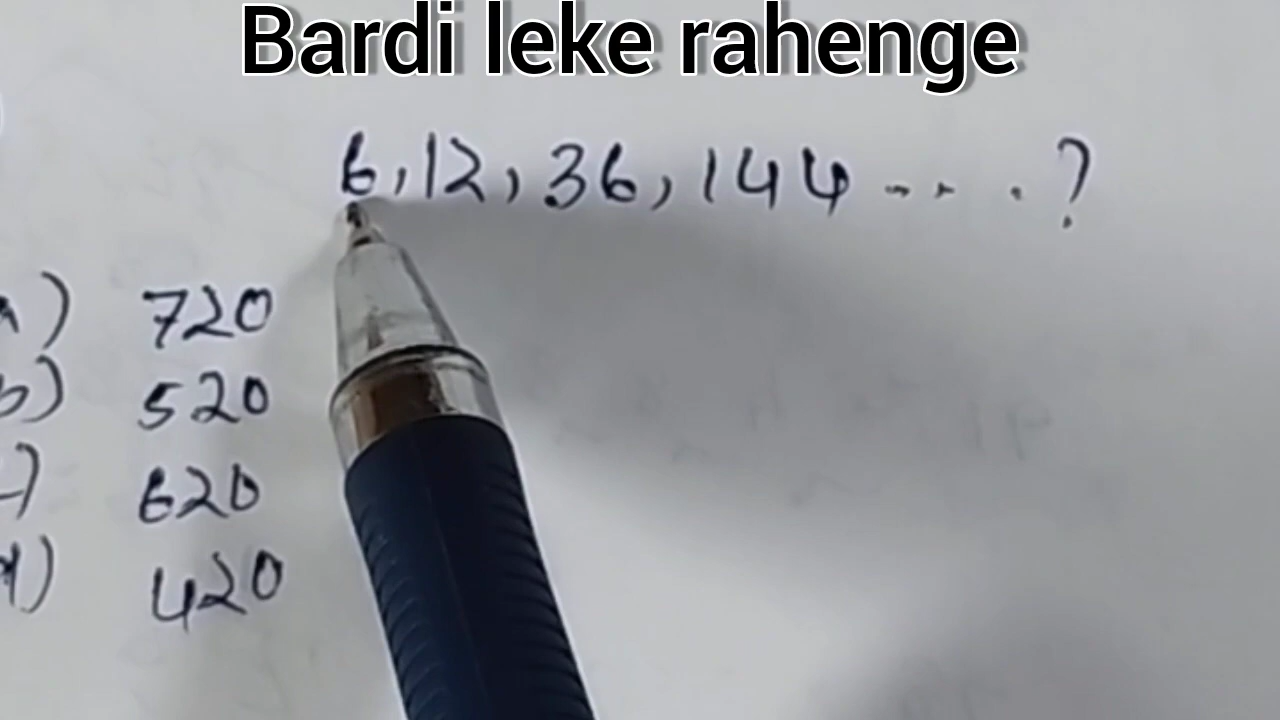 Bardi leke rahenge
6, 12, 36, 144 --- . ?
) 720
b) 520
) 620
d) 420